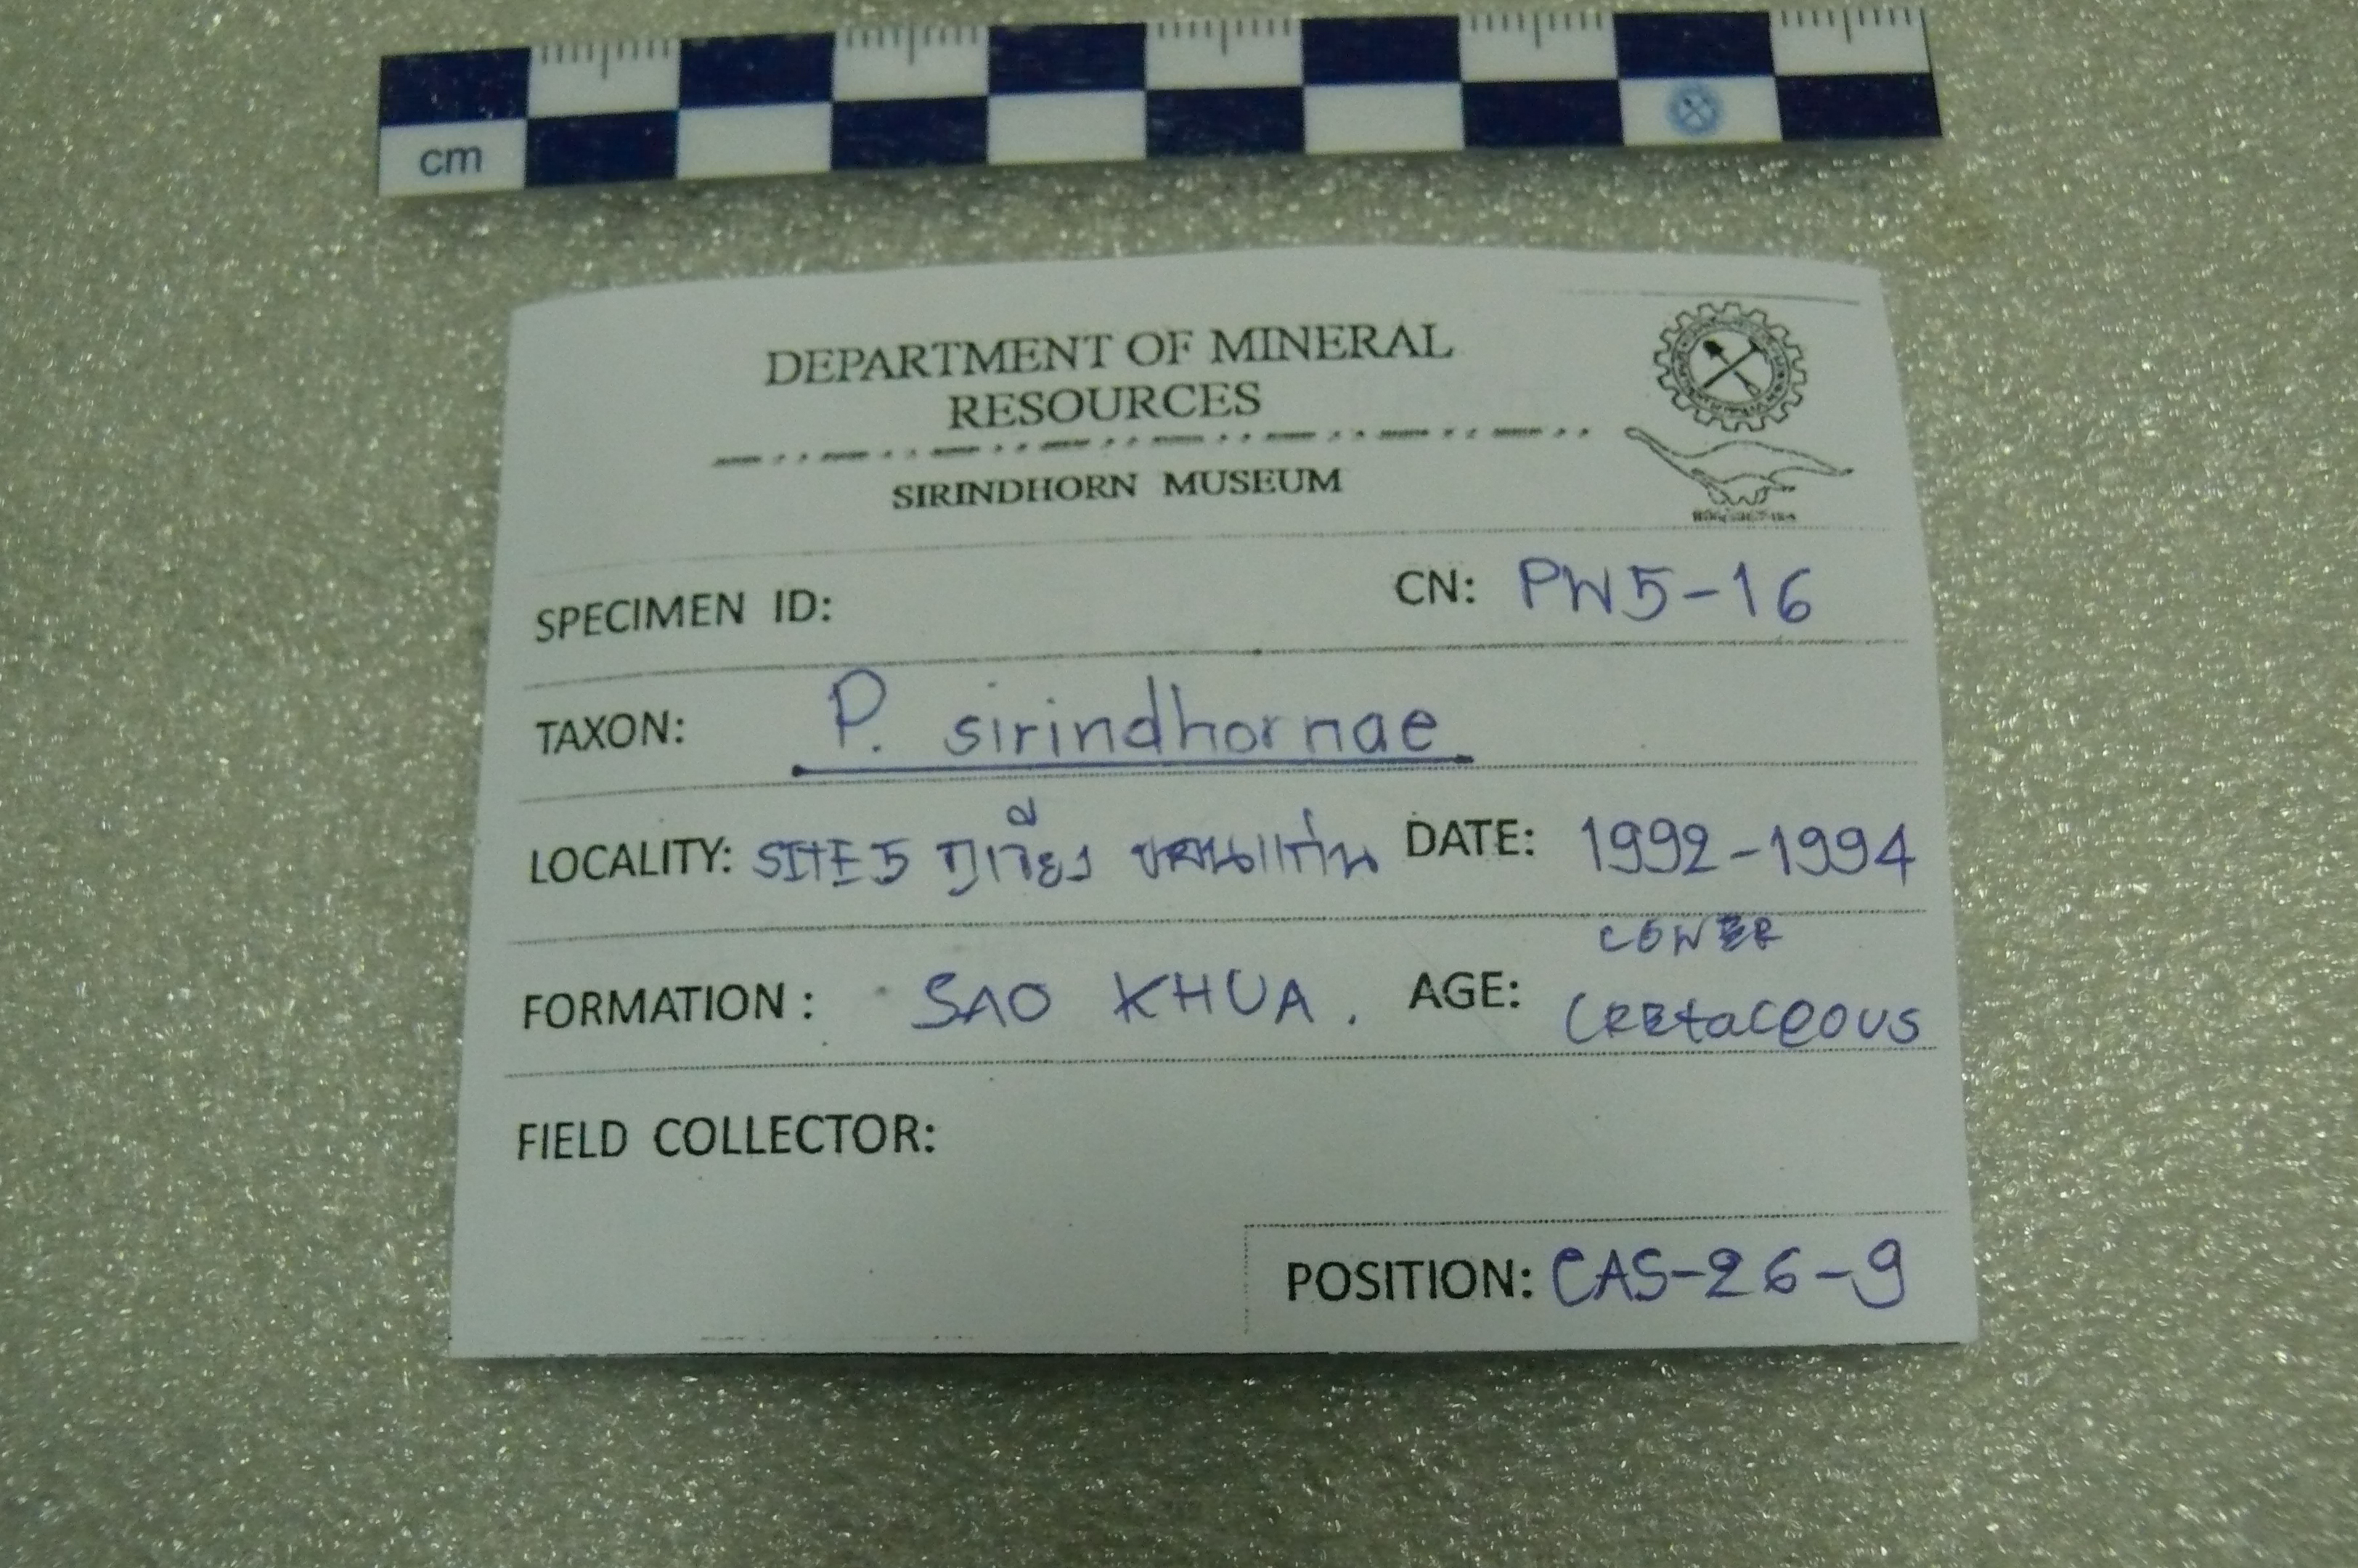 cm
DEPARTMENT OF MINERAL
RESOURCES
SIRINDHORN MUSEUM
SPECIMEN ID: CN: PW5-16
TAXON: P. sirindhornae
LOCALITY: SITE 5 ภูเวียง ขอนแก่น DATE: 1992-1994
FORMATION : SAO KHUA. AGE: LOWER Cretaceous
FIELD COLLECTOR:
POSITION: CAS-26-9